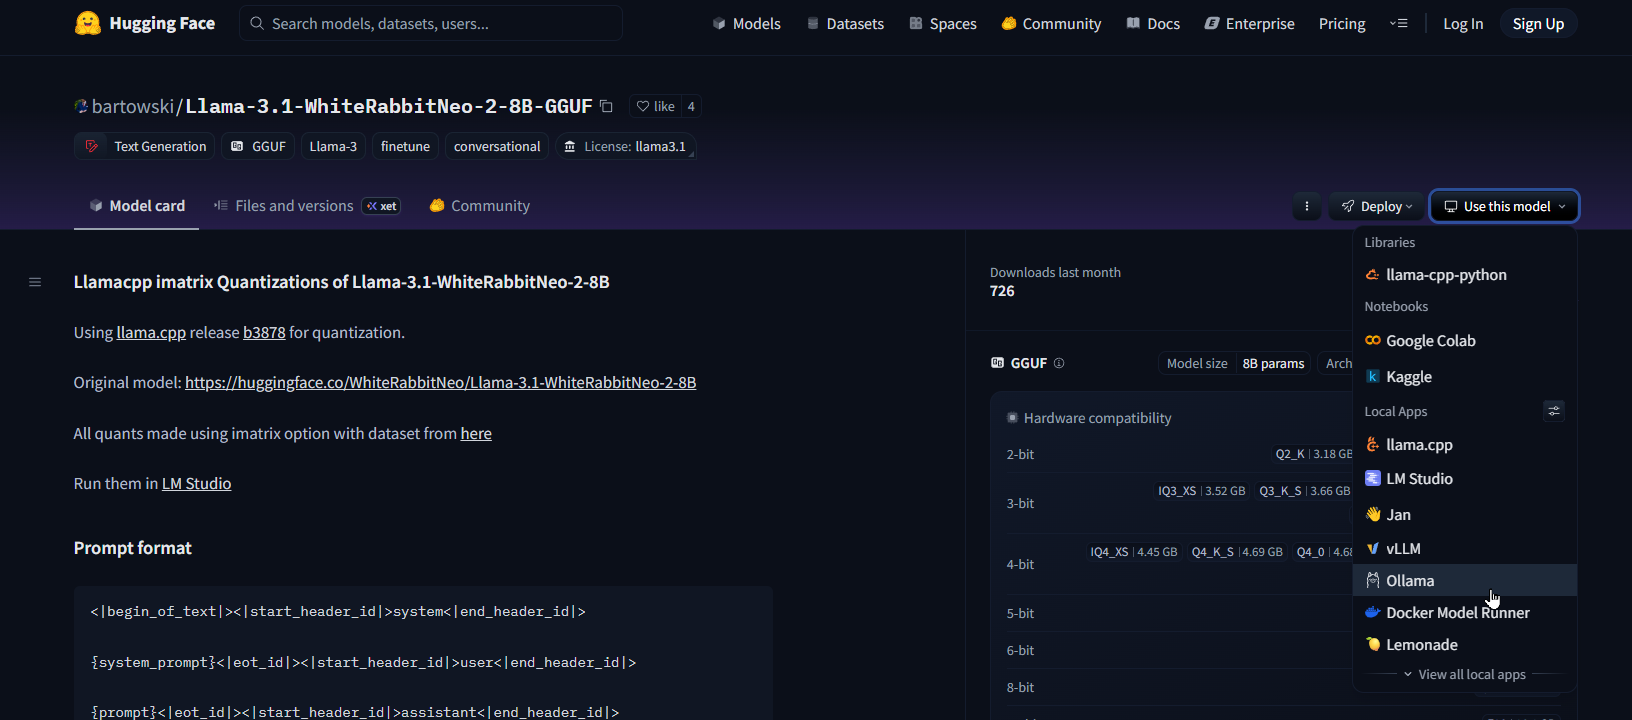 Hugging Face
Search models, datasets, users...
Models
Datasets
Spaces
Community
Docs
Enterprise
Pricing
Log In
Sign Up
bartowski/Llama-3.1-WhiteRabbitNeo-2-8B-GGUF
like 4
Text Generation
GGUF
Llama-3
finetune
conversational
License: llama3.1
Model card
Files and versions
xet
Community
Deploy
Use this model
Llamacpp imatrix Quantizations of Llama-3.1-WhiteRabbitNeo-2-8B
Using llama.cpp release b3878 for quantization.
Original model: https://huggingface.co/WhiteRabbitNeo/Llama-3.1-WhiteRabbitNeo-2-8B
All quants made using imatrix option with dataset from here
Run them in LM Studio
Prompt format
<|begin_of_text|><|start_header_id|>system<|end_header_id|>
{system_prompt}<|eot_id|><|start_header_id|>user<|end_header_id|>
{prompt}<|eot_id|><|start_header_id|>assistant<|end_header_id|>
Downloads last month
726
GGUF
Model size 8B params
Arch
Hardware compatibility
2-bit
Q2_K 3.18 GB
3-bit
IQ3_XS 3.52 GB
Q3_K_S 3.66 GB
4-bit
IQ4_XS 4.45 GB
Q4_K_S 4.69 GB
Q4_0 4.68
5-bit
6-bit
8-bit
Libraries
llama-cpp-python
Notebooks
Google Colab
Kaggle
Local Apps
llama.cpp
LM Studio
Jan
vLLM
Ollama
Docker Model Runner
Lemonade
View all local apps